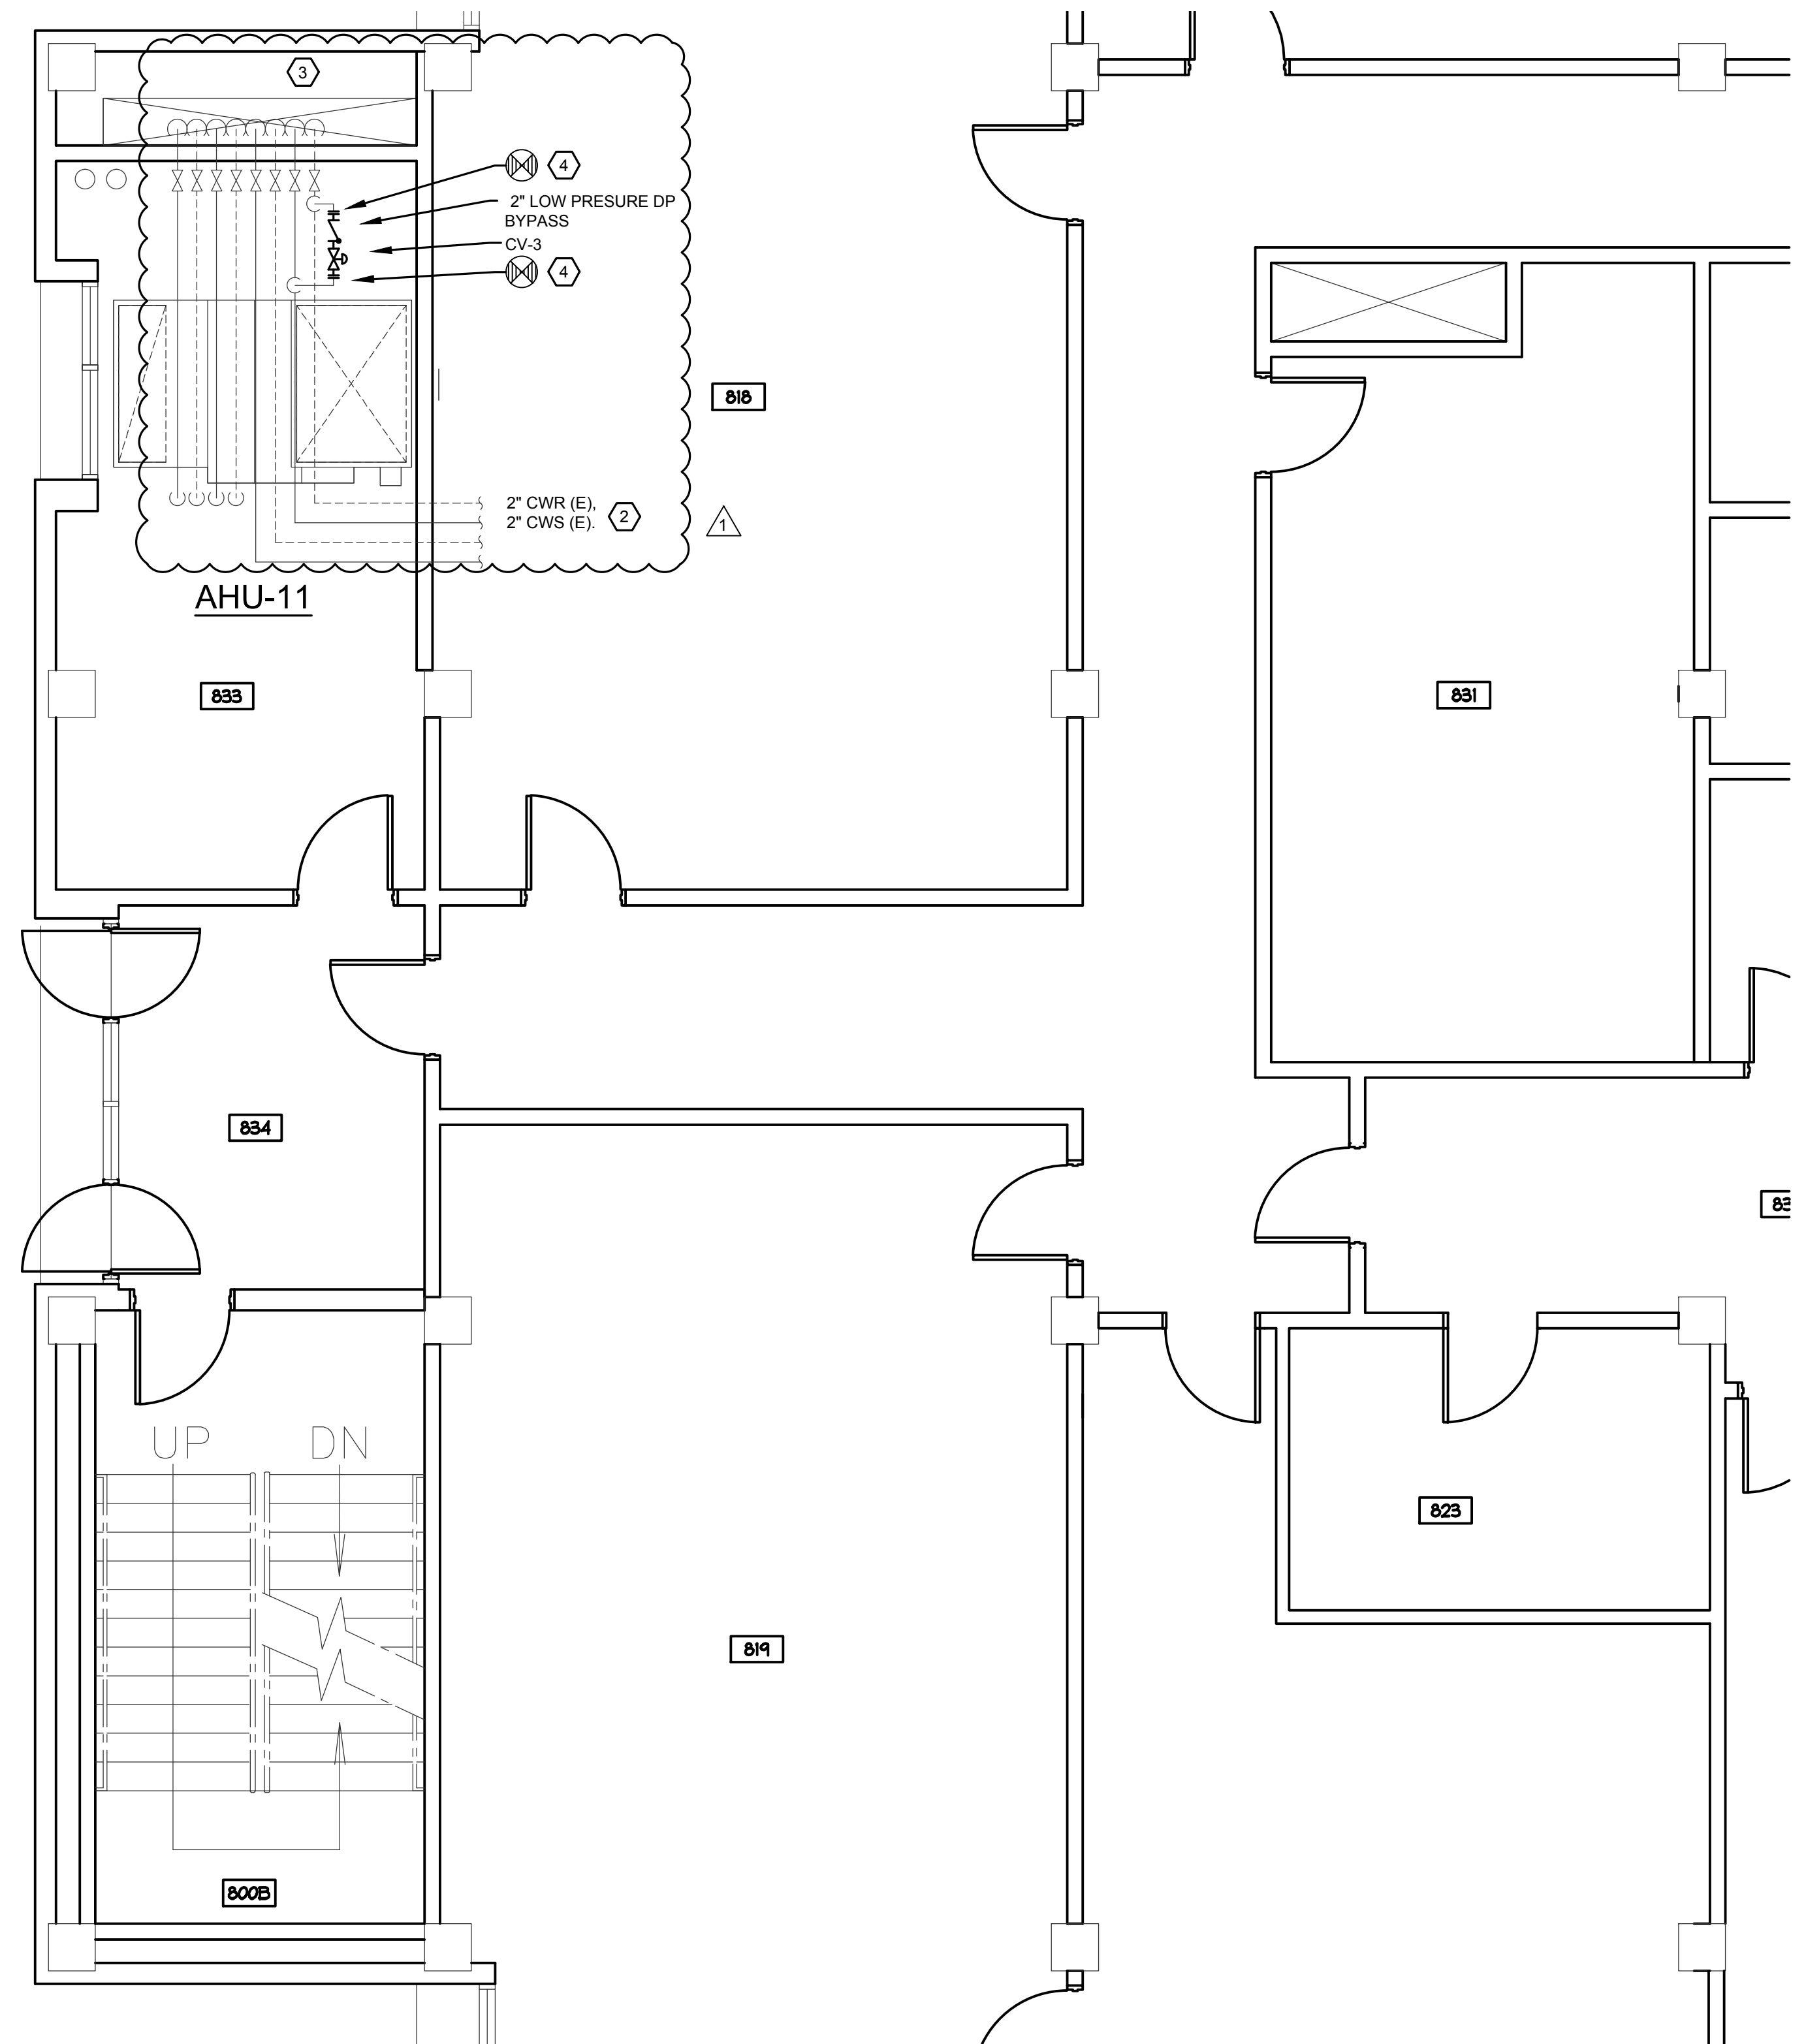 3
4
2" LOW PRESURE DP
BYPASS
CV-3
4
818
2" CWR (E),
2" CWS (E).
2
1
AHU-11
833
831
834
UP
DN
823
819
800B